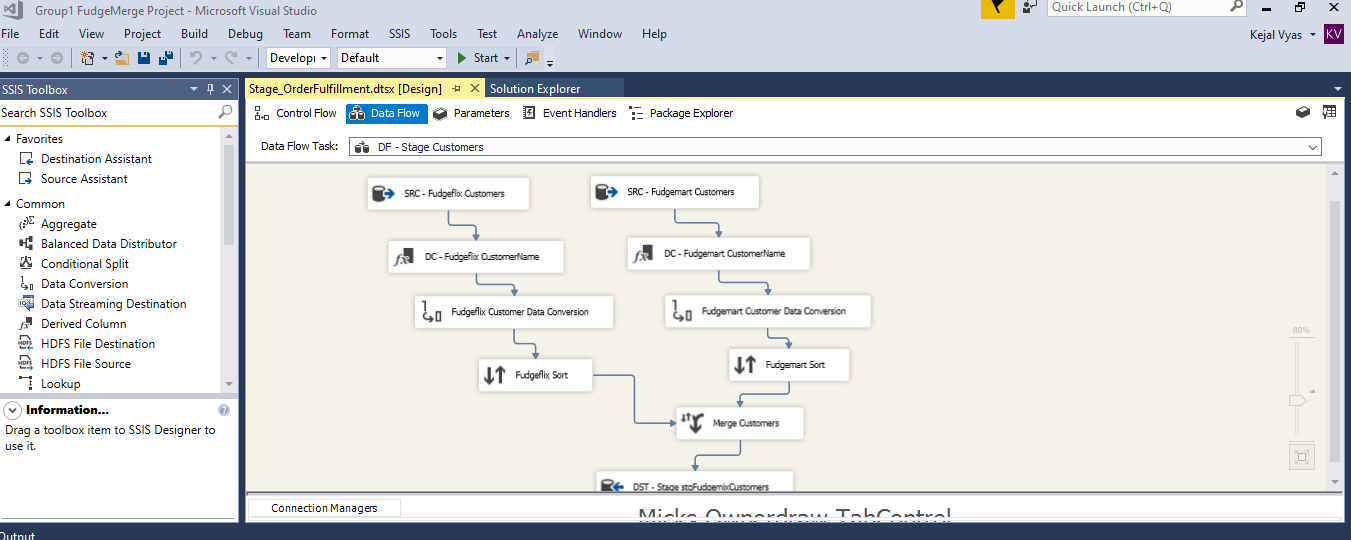 Group1 FudgeMerge Project - Microsoft Visual Studio
Quick Launch (Ctrl+Q)
File Edit View Project Build Debug Team Format SSIS Tools Test Analyze Window Help
Kejal Vyas KV
Develop Default Start
SSIS Toolbox
Stage_OrderFulfillment.dtsx [Design]
Solution Explorer
Search SSIS Toolbox
Control Flow Data Flow Parameters Event Handlers Package Explorer
Data Flow Task: DF - Stage Customers
Favorites
Destination Assistant
Source Assistant
Common
Aggregate
Balanced Data Distributor
Conditional Split
Data Conversion
Data Streaming Destination
Derived Column
HDFS File Destination
HDFS File Source
Lookup
Information...
Drag a toolbox item to SSIS Designer to
use it.
SRC - Fudgeflix Customers
SRC - Fudgemart Customers
DC - Fudgeflix CustomerName
DC - Fudgemart CustomerName
Fudgeflix Customer Data Conversion
Fudgemart Customer Data Conversion
Fudgeflix Sort
Fudgemart Sort
Merge Customers
DST - Stage stgFudgemixCustomers
80%
Connection Managers
Micks Ownerdraw TabControl
Output